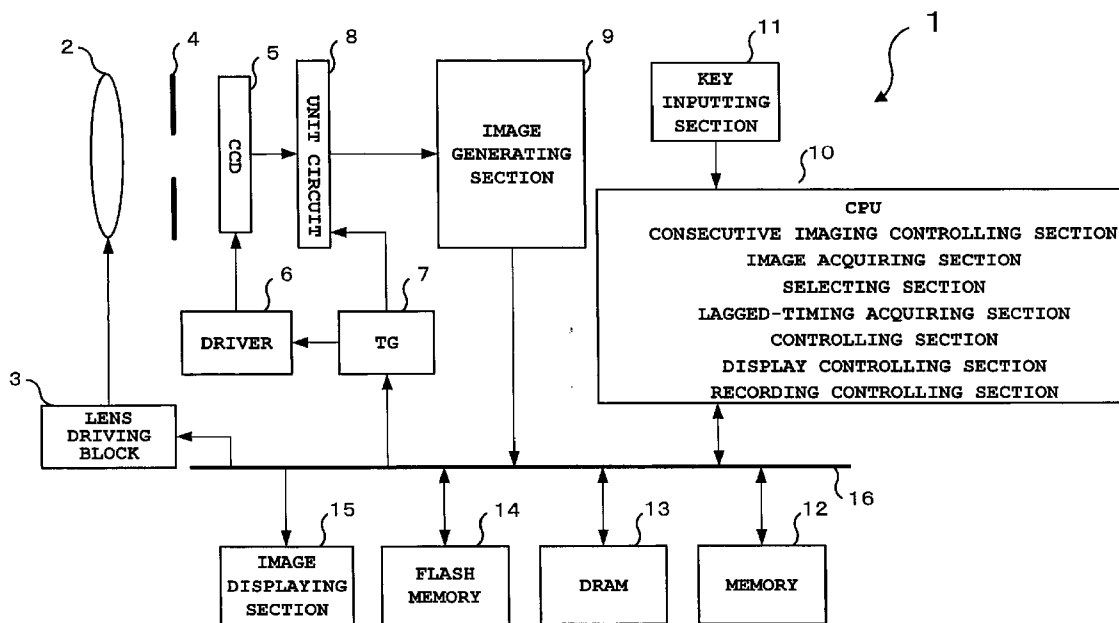 1
2
4
5
8
9
11
CCD
UNIT CIRCUIT
IMAGE
GENERATING
SECTION
KEY
INPUTTING
SECTION
10
CPU
CONSECUTIVE IMAGING CONTROLLING SECTION
IMAGE ACQUIRING SECTION
SELECTING SECTION
LAGGED-TIMING ACQUIRING SECTION
CONTROLLING SECTION
DISPLAY CONTROLLING SECTION
RECORDING CONTROLLING SECTION
6
7
DRIVER
TG
3
LENS
DRIVING
BLOCK
16
15
14
13
12
IMAGE
DISPLAYING
SECTION
FLASH
MEMORY
DRAM
MEMORY